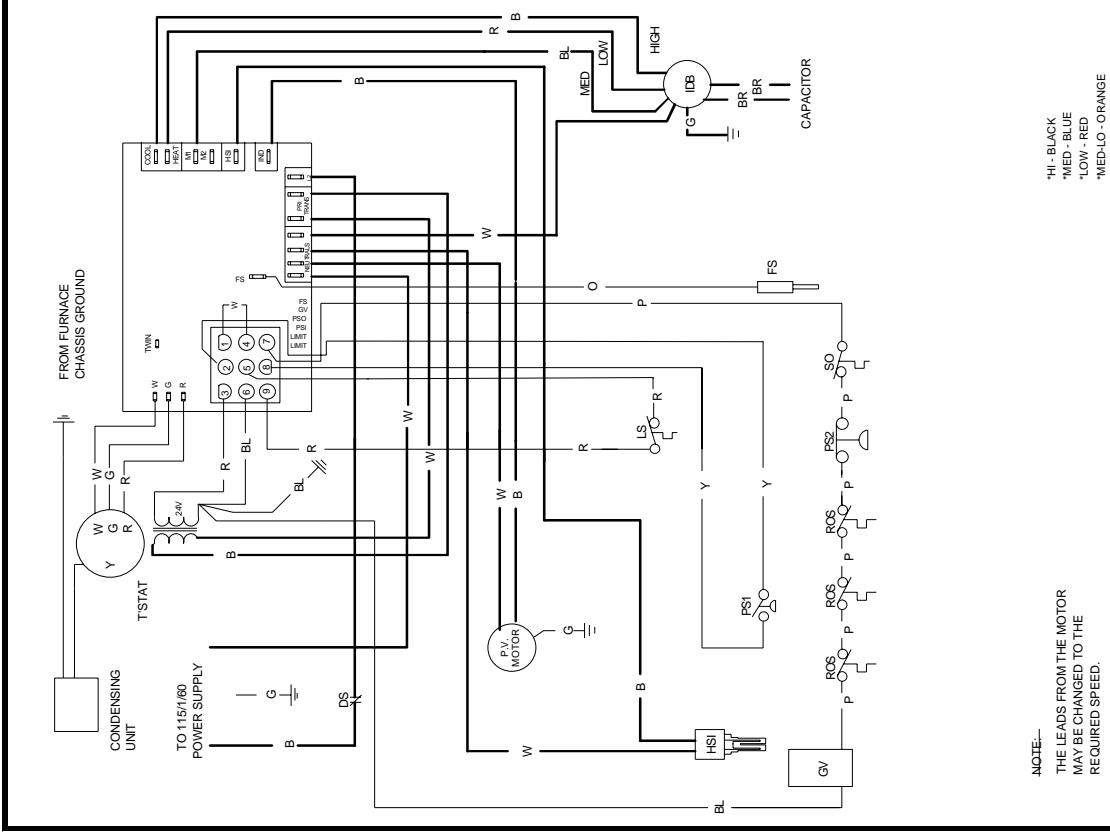 B
R
BL
B
HIGH
LOW
MED
IDB
G
BR
BR
CAPACITOR
*HI - BLACK
*MED - BLUE
*LOW - RED
*MED-LO - ORANGE
FROM FURNACE
CHASSIS GROUND
COOL
HEAT
M1
M2
HSI
IND
L1
PRI
TRANS
NEUTRALS
TWIN
FS
FS
GV
PSO
PSI
LIMIT
LIMIT
W
1
4
7
2
5
8
3
6
9
W
G
R
W
G
R
W
G
R
Y
T'STAT
24V
R
BL
R
BL
B
W
W
W
O
FS
P
SO
P
PS2
P
ROS
P
ROS
P
ROS
P
GV
BL
R
LS
R
Y
Y
PS1
W
B
P.V.
MOTOR
G
B
W
HSI
CONDENSING
UNIT
TO 115/1/60
POWER SUPPLY
G
DS
B
NOTE:
THE LEADS FROM THE MOTOR
MAY BE CHANGED TO THE
REQUIRED SPEED.